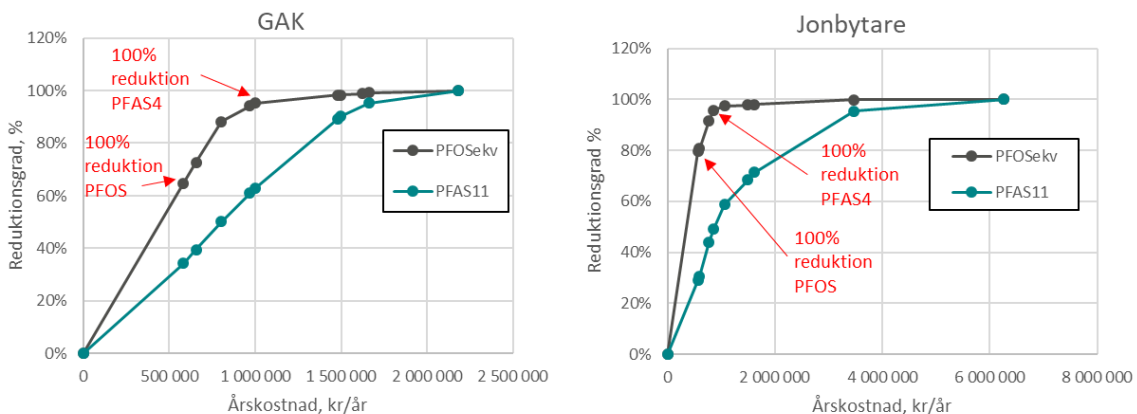 GAK
120%
100%
80%
60%
40%
20%
0%
Reduktionsgrad, %
100%
reduktion
PFAS4
100%
reduktion
PFOS
PFOSekv
PFAS11
0
500 000
1 000 000
1 500 000
2 000 000
2 500 000
Årskostnad, kr/år
Jonbytare
120%
100%
80%
60%
40%
20%
0%
Reduktionsgrad %
PFOSekv
PFAS11
100%
reduktion
PFAS4
100%
reduktion
PFOS
0
2 000 000
4 000 000
6 000 000
8 000 000
Årskostnad, kr/år